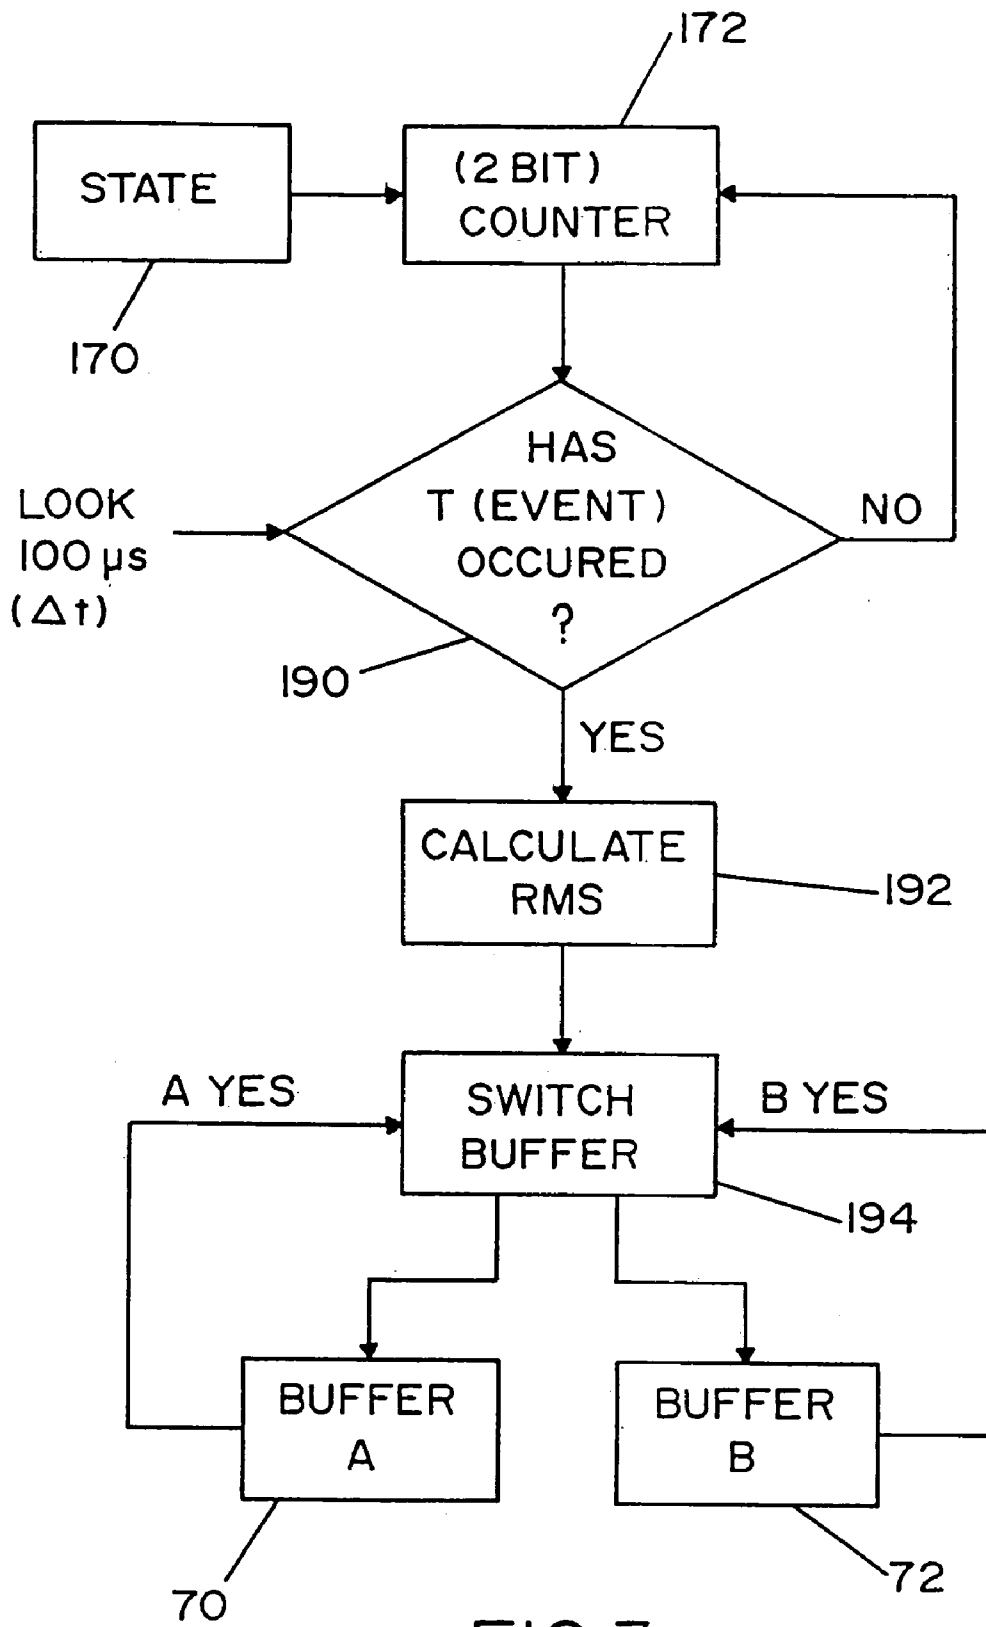 172
STATE
(2 BIT)
COUNTER
170
HAS
T (EVENT)
OCCURED
?
NO
LOOK
100 µs
(Δt)
190
YES
CALCULATE
RMS
192
A YES
SWITCH
BUFFER
B YES
194
BUFFER
A
BUFFER
B
70
72